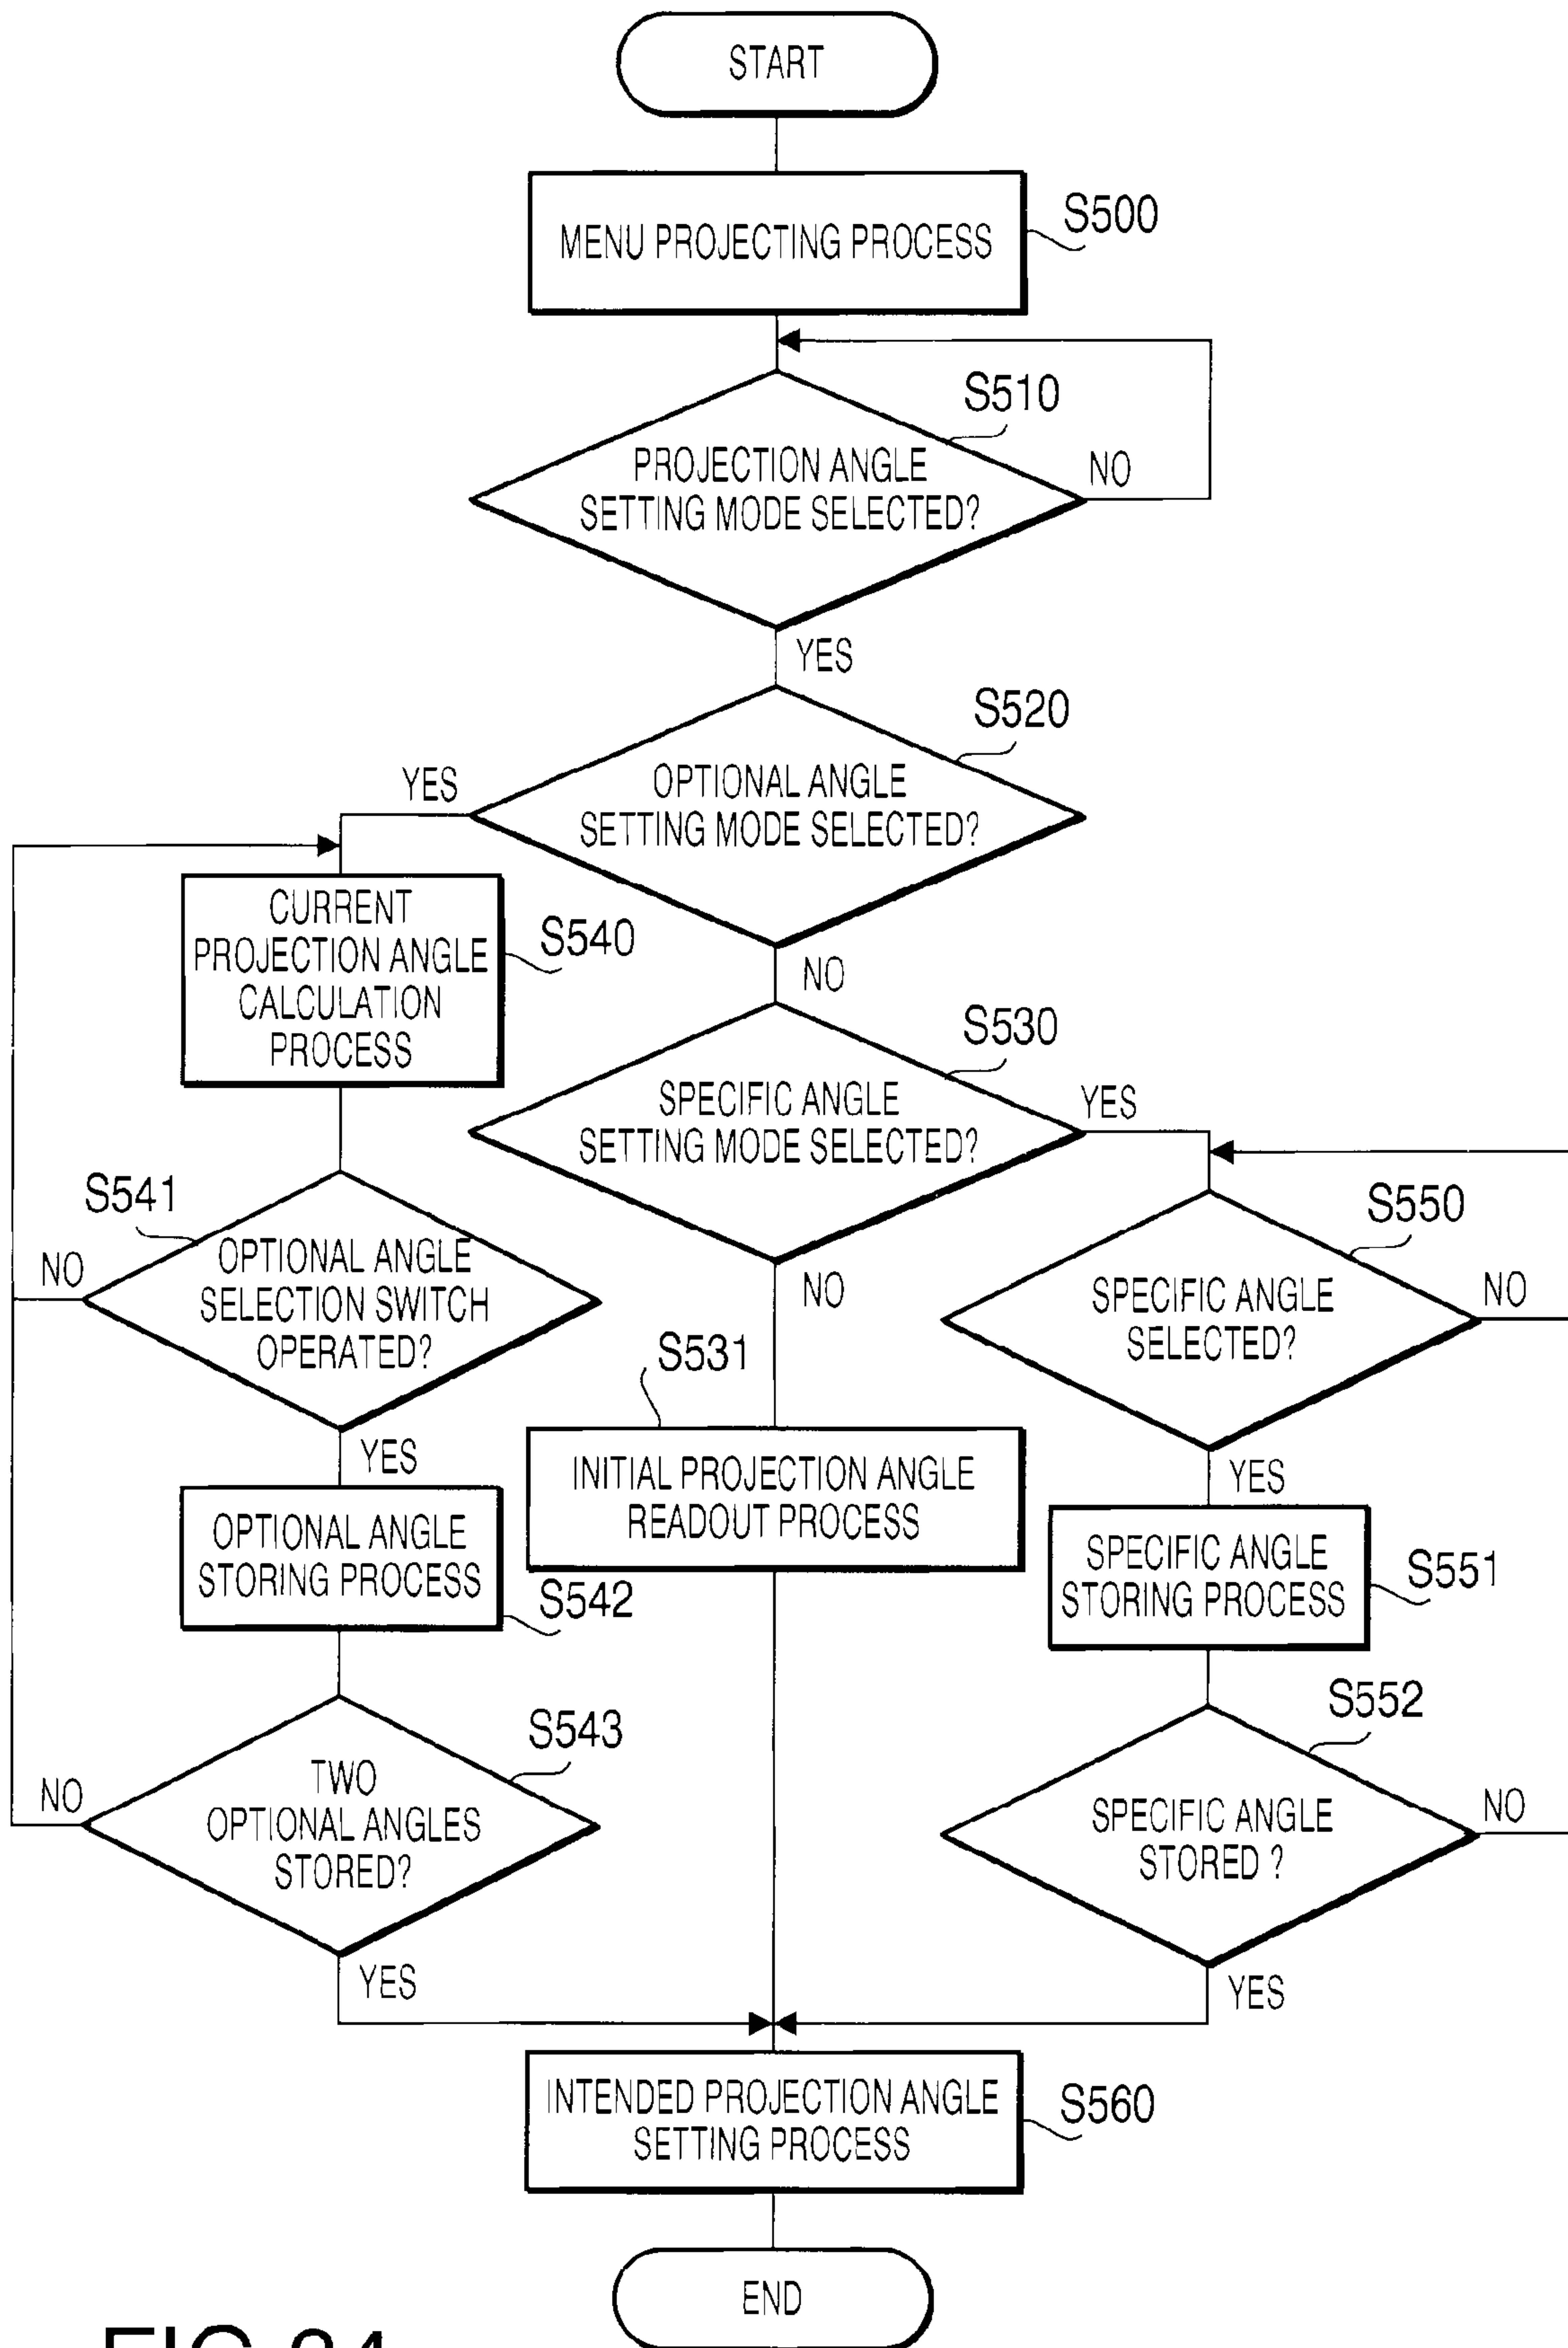 START
MENU PROJECTING PROCESS
S500
S510
PROJECTION ANGLE
SETTING MODE SELECTED?
NO
YES
S520
OPTIONAL ANGLE
SETTING MODE SELECTED?
YES
NO
CURRENT
PROJECTION ANGLE
CALCULATION
PROCESS
S540
S530
SPECIFIC ANGLE
SETTING MODE SELECTED?
YES
NO
S541
OPTIONAL ANGLE
SELECTION SWITCH
OPERATED?
NO
YES
S550
SPECIFIC ANGLE
SELECTED?
NO
YES
S531
INITIAL PROJECTION ANGLE
READOUT PROCESS
OPTIONAL ANGLE
STORING PROCESS
S542
SPECIFIC ANGLE
STORING PROCESS
S551
S543
TWO
OPTIONAL ANGLES
STORED?
NO
YES
S552
SPECIFIC ANGLE
STORED ?
NO
YES
INTENDED PROJECTION ANGLE
SETTING PROCESS
S560
END